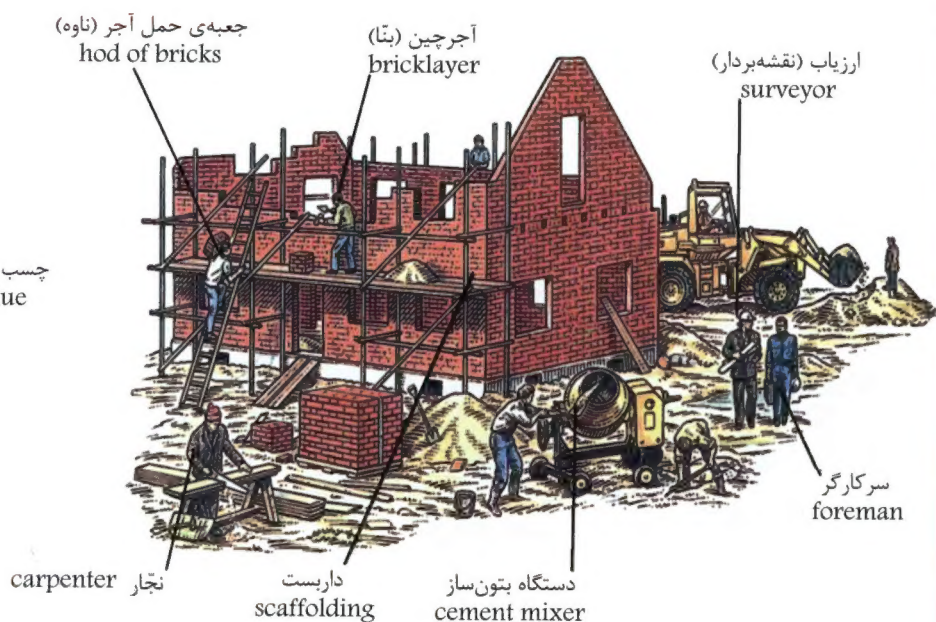 جعبه‌ی حمل آجر (ناوه)
hod of bricks
آجرچین (بنّا)
bricklayer
ارزیاب (نقشه‌بردار)
surveyor
چسب
ue
سرکارگر
foreman
نجّار carpenter
داربست
scaffolding
دستگاه بتون‌ساز
cement mixer